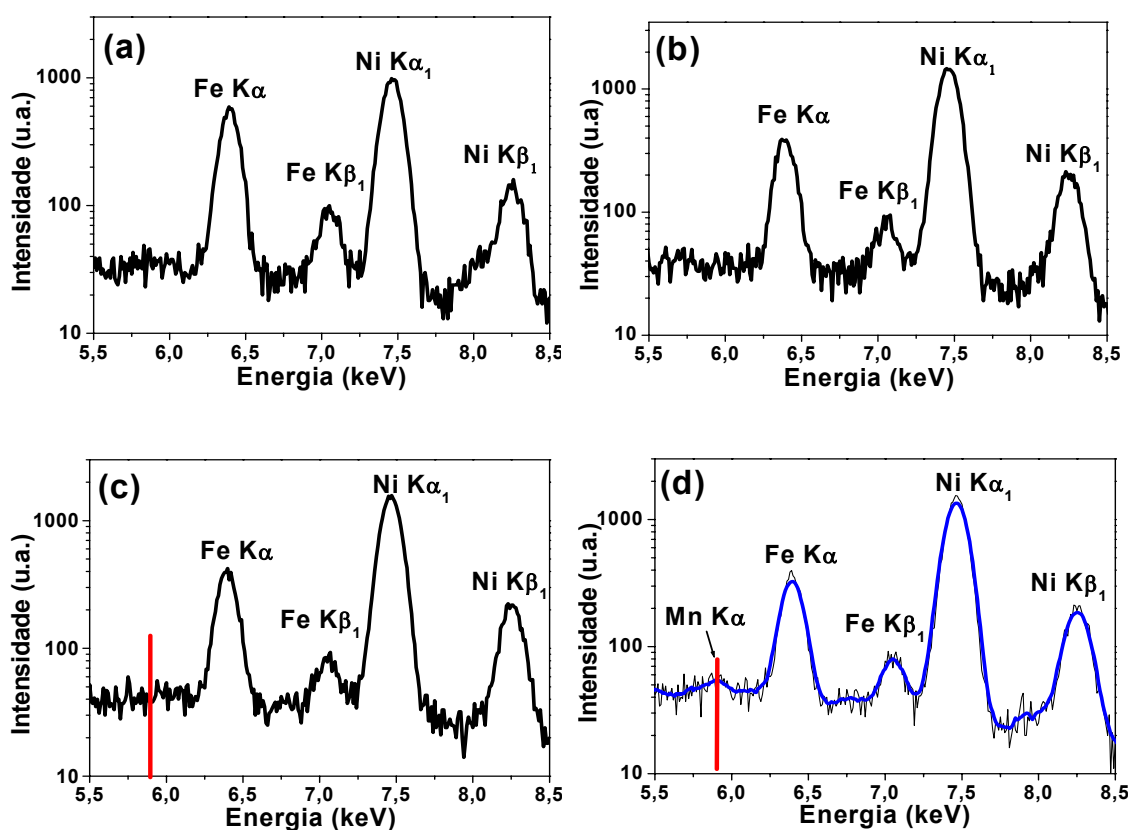 (a)
Ni Kα₁
Fe Kα
Fe Kβ₁
Ni Kβ₁
Intensidade (u.a.)
1000
100
10
5,5 6,0 6,5 7,0 7,5 8,0 8,5
Energia (keV)
(b)
Ni Kα₁
Fe Kα
Fe Kβ₁
Ni Kβ₁
Intensidade (u.a)
1000
100
10
5,5 6,0 6,5 7,0 7,5 8,0 8,5
Energia (keV)
(c)
Ni Kα₁
Fe Kα
Fe Kβ₁
Ni Kβ₁
Intensidade (u.a.)
1000
100
10
5,5 6,0 6,5 7,0 7,5 8,0 8,5
Energia (keV)
(d)
Ni Kα₁
Fe Kα
Mn Kα
Fe Kβ₁
Ni Kβ₁
Intensidade (u.a.)
1000
100
10
5,5 6,0 6,5 7,0 7,5 8,0 8,5
Energia (keV)